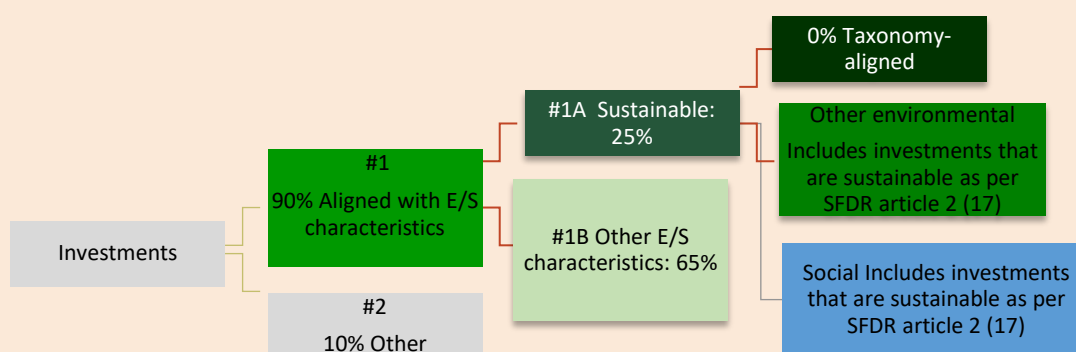 Investments
#1
90% Aligned with E/S
characteristics
#2
10% Other
#1A Sustainable:
25%
#1B Other E/S
characteristics: 65%
0% Taxonomy-
aligned
Other environmental
Includes investments that
are sustainable as per
SFDR article 2 (17)
Social Includes investments
that are sustainable as per
SFDR article 2 (17)